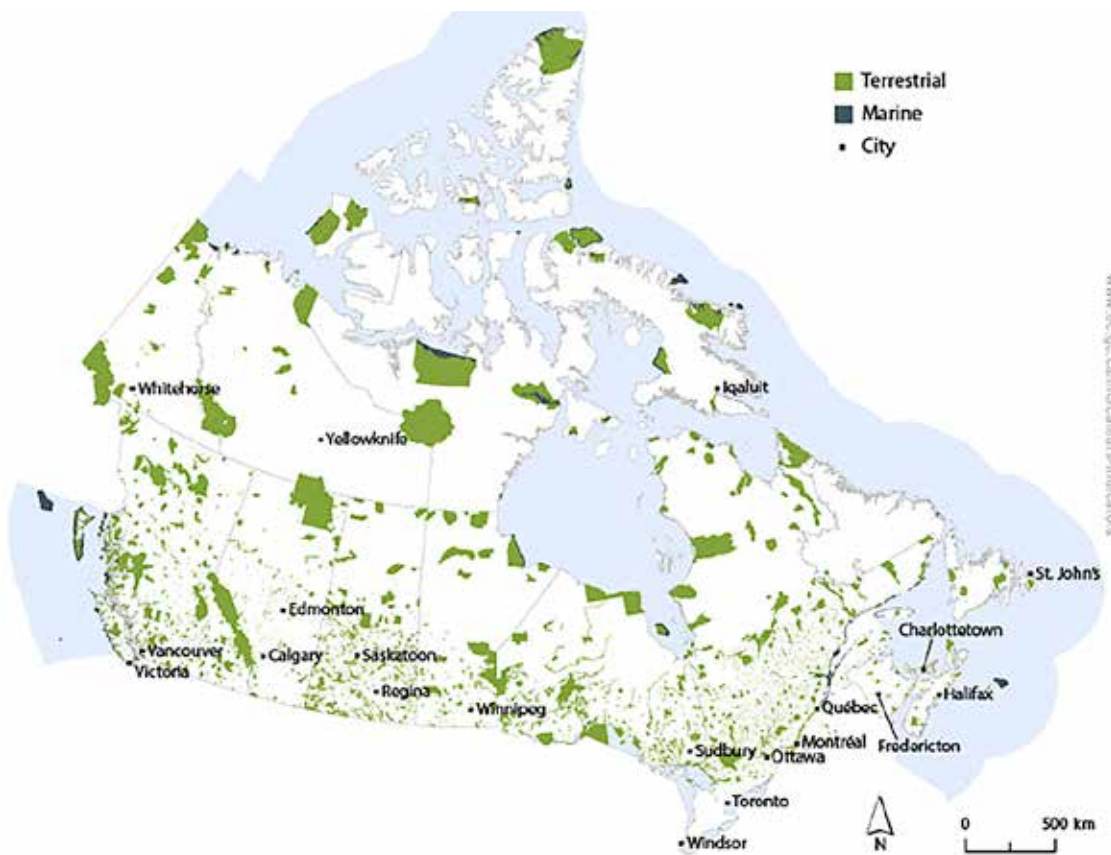 Terrestrial
Marine
City
Whitehorse
Iqaluit
Yellowknife
St. John's
Edmonton
Charlottetown
Vancouver
Calgary
Saskatoon
Victoria
Regina
Halifax
Winnipeg
Québec
Montréal
Fredericton
Sudbury
Ottawa
Toronto
Windsor
N
0 500 km